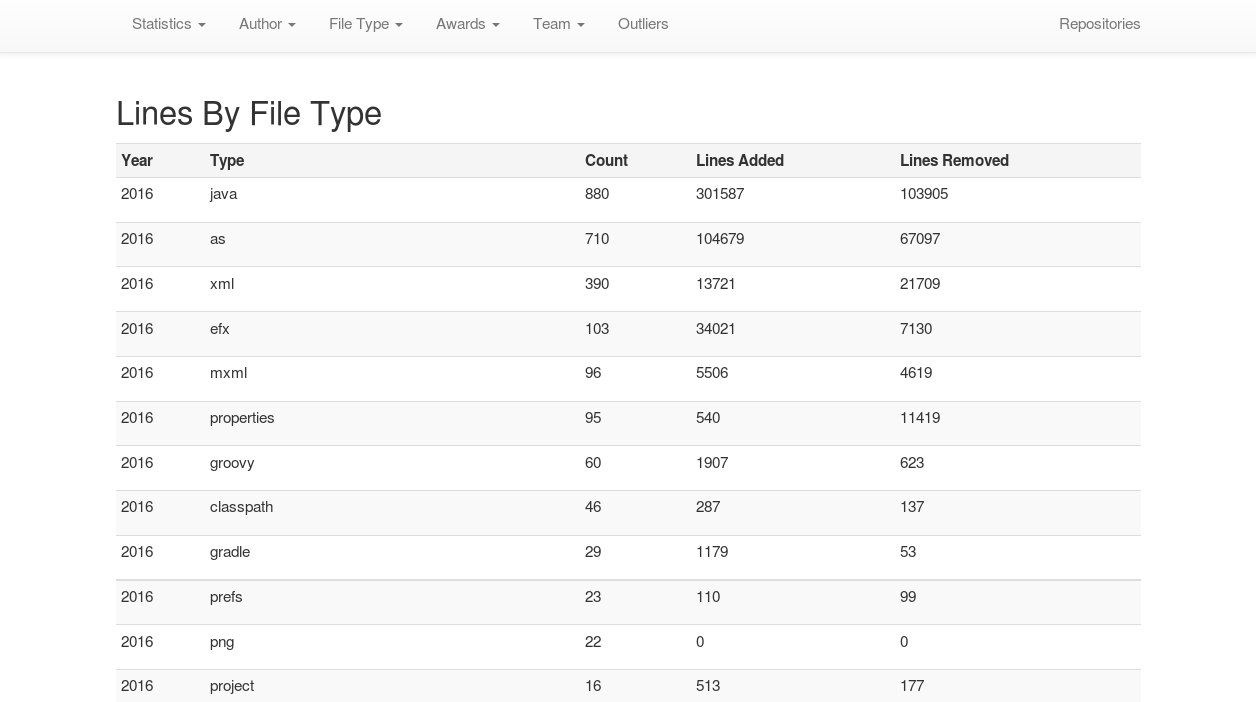 Statistics Author File Type Awards Team Outliers Repositories
Lines By File Type
Year Type Count Lines Added Lines Removed
2016 java 880 301587 103905
2016 as 710 104679 67097
2016 xml 390 13721 21709
2016 efx 103 34021 7130
2016 mxml 96 5506 4619
2016 properties 95 540 11419
2016 groovy 60 1907 623
2016 classpath 46 287 137
2016 gradle 29 1179 53
2016 prefs 23 110 99
2016 png 22 0 0
2016 project 16 513 177